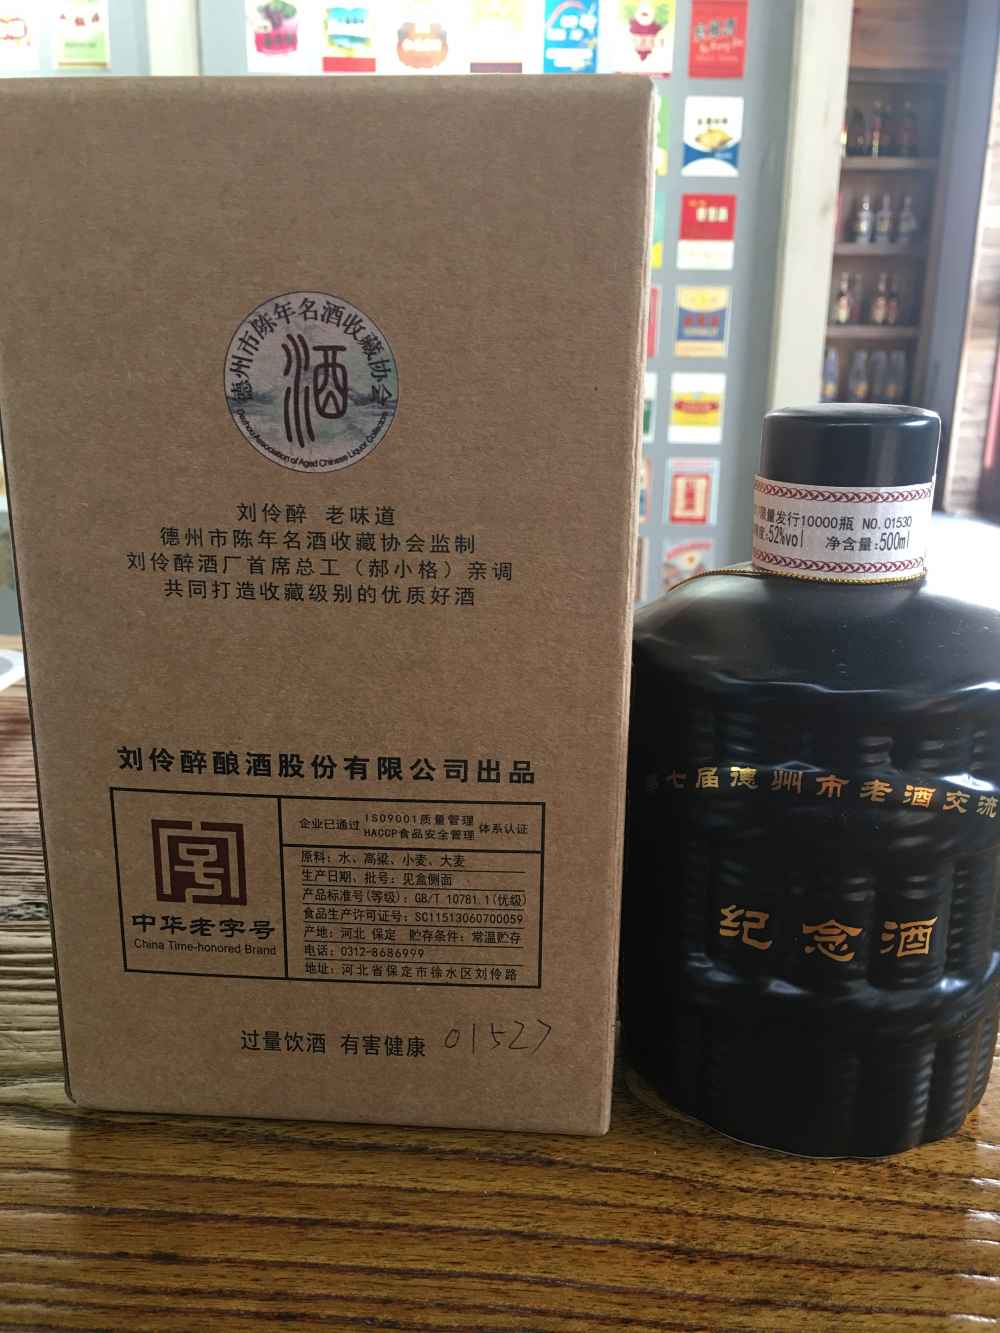 德州市陈年名酒收藏协会
酒
Dezhou Association of Aged Chinese Liquor Collection
刘伶醉 老味道
德州市陈年名酒收藏协会监制
刘伶醉酒厂首席总工（郝小格）亲调
共同打造收藏级别的优质好酒
刘伶醉酿酒股份有限公司出品
中华老字号
China Time-honored Brand
企业已通过 ISO9001质量管理 HACCP食品安全管理 体系认证
原料：水、高粱、小麦、大麦
生产日期、批号：见盒侧面
产品标准号(等级)：GB/T 10781.1(优级)
食品生产许可证号：SC11513060700059
产地：河北 保定 贮存条件：常温贮存
电话：0312-8686999
地址：河北省保定市徐水区刘伶路
过量饮酒 有害健康 01527
限量发行10000瓶 NO.01530
度:52%vol 净含量:500ml
第七届德州市老酒交流
纪念酒